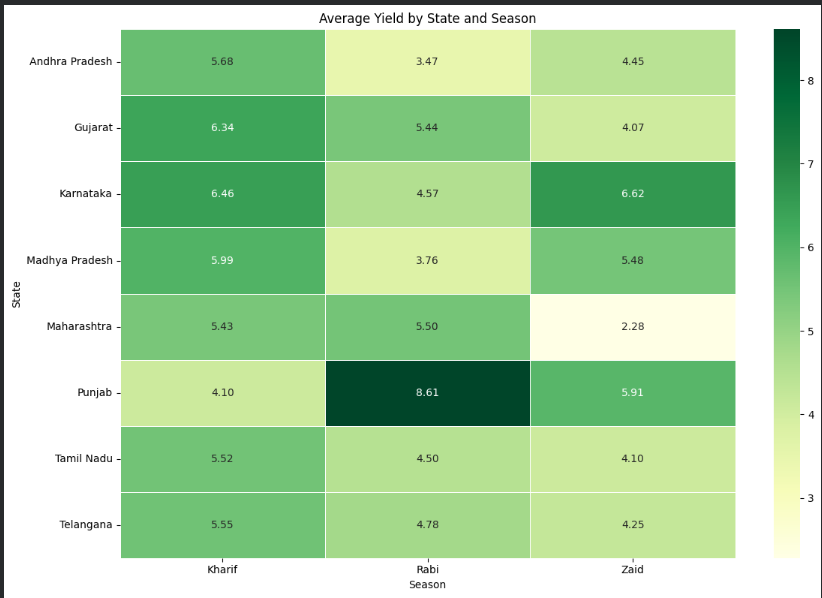 Average Yield by State and Season
Andhra Pradesh 5.68 3.47 4.45
8
Gujarat 6.34 5.44 4.07
7
Karnataka 6.46 4.57 6.62
6
Madhya Pradesh 5.99 3.76 5.48
State
Maharashtra 5.43 5.50 2.28
5
Punjab 4.10 8.61 5.91
4
Tamil Nadu 5.52 4.50 4.10
3
Telangana 5.55 4.78 4.25
Kharif Rabi Zaid
Season